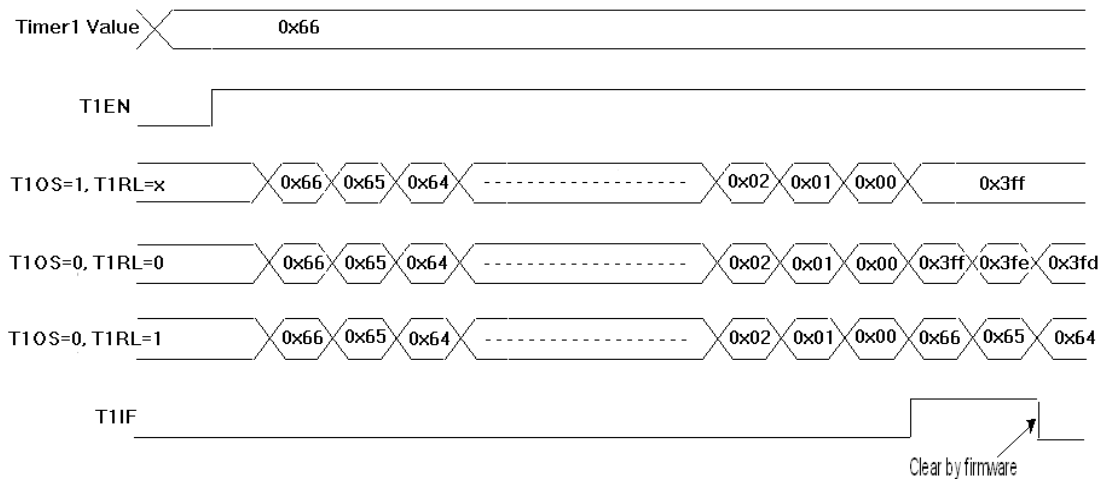 Timer1 Value 0x66
T1EN
T1OS=1, T1RL=x 0x66 0x65 0x64 0x02 0x01 0x00 0x3ff
T1OS=0, T1RL=0 0x66 0x65 0x64 0x02 0x01 0x00 0x3ff 0x3fe 0x3fd
T1OS=0, T1RL=1 0x66 0x65 0x64 0x02 0x01 0x00 0x66 0x65 0x64
T1IF
Clear by firmware